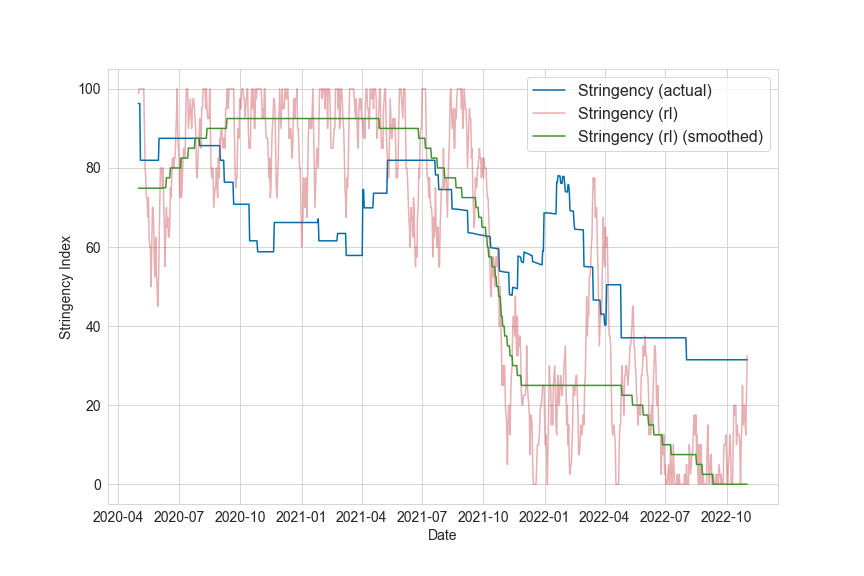 Stringency (actual)
Stringency (rl)
Stringency (rl) (smoothed)
100
80
60
40
20
0
Stringency Index
2020-04 2020-07 2020-10 2021-01 2021-04 2021-07 2021-10 2022-01 2022-04 2022-07 2022-10
Date